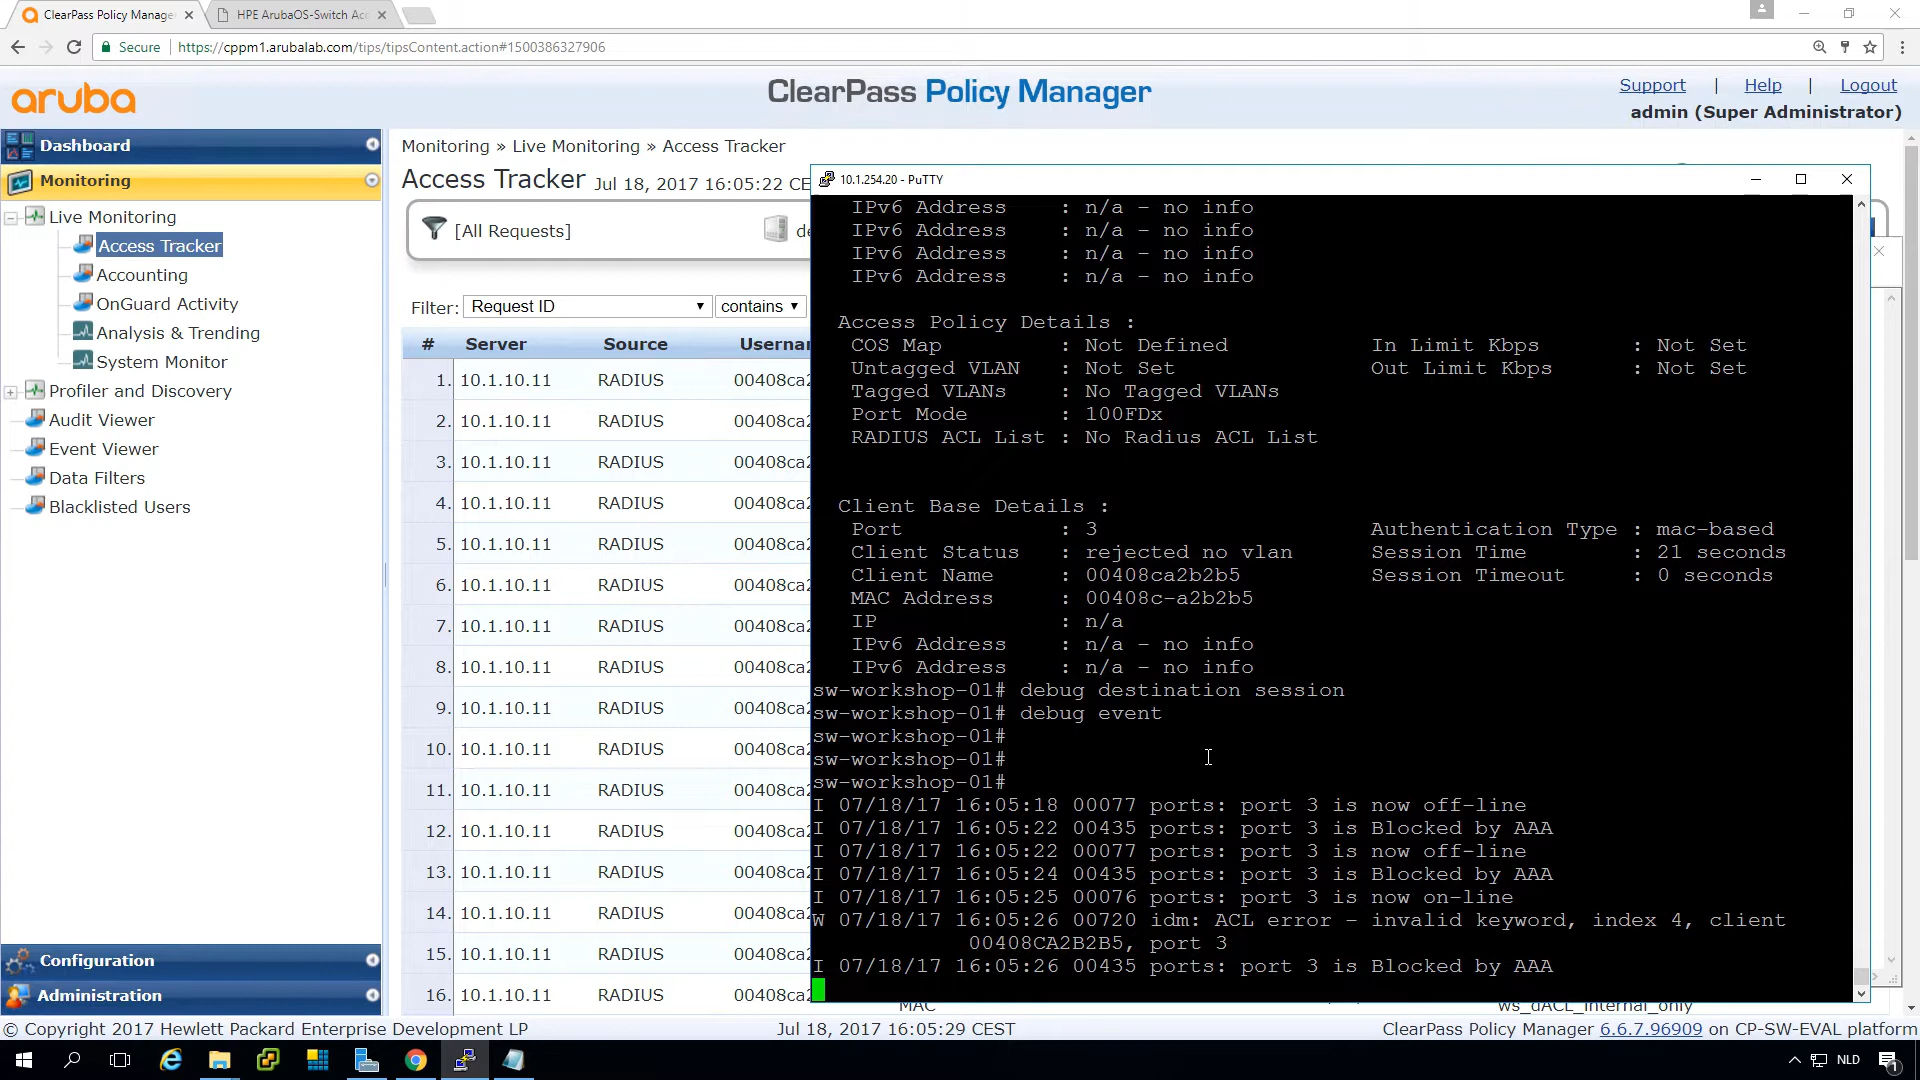 ClearPass Policy Manage
HPE ArubaOS-Switch Acc
Secure | https://cppm1.arubalab.com/tips/tipsContent.action#1500386327906
aruba
ClearPass Policy Manager
Support | Help | Logout
admin (Super Administrator)
Dashboard
Monitoring
Live Monitoring
Access Tracker
Accounting
OnGuard Activity
Analysis & Trending
System Monitor
Profiler and Discovery
Audit Viewer
Event Viewer
Data Filters
Blacklisted Users
Configuration
Administration
Monitoring » Live Monitoring » Access Tracker
Access Tracker Jul 18, 2017 16:05:22 CE
[All Requests]
de
Filter: Request ID contains
# Server Source Userna
1. 10.1.10.11 RADIUS 00408ca2
2. 10.1.10.11 RADIUS 00408ca2
3. 10.1.10.11 RADIUS 00408ca2
4. 10.1.10.11 RADIUS 00408ca2
5. 10.1.10.11 RADIUS 00408ca2
6. 10.1.10.11 RADIUS 00408ca2
7. 10.1.10.11 RADIUS 00408ca2
8. 10.1.10.11 RADIUS 00408ca2
9. 10.1.10.11 RADIUS 00408ca2
10. 10.1.10.11 RADIUS 00408ca2
11. 10.1.10.11 RADIUS 00408ca2
12. 10.1.10.11 RADIUS 00408ca2
13. 10.1.10.11 RADIUS 00408ca2
14. 10.1.10.11 RADIUS 00408ca2
15. 10.1.10.11 RADIUS 00408ca2
16. 10.1.10.11 RADIUS 00408ca2
10.1.254.20 - PuTTY
IPv6 Address : n/a - no info
IPv6 Address : n/a - no info
IPv6 Address : n/a - no info
IPv6 Address : n/a - no info
Access Policy Details :
COS Map : Not Defined In Limit Kbps : Not Set
Untagged VLAN : Not Set Out Limit Kbps : Not Set
Tagged VLANs : No Tagged VLANs
Port Mode : 100FDx
RADIUS ACL List : No Radius ACL List
Client Base Details :
Port : 3 Authentication Type : mac-based
Client Status : rejected no vlan Session Time : 21 seconds
Client Name : 00408ca2b2b5 Session Timeout : 0 seconds
MAC Address : 00408c-a2b2b5
IP : n/a
IPv6 Address : n/a - no info
IPv6 Address : n/a - no info
sw-workshop-01# debug destination session
sw-workshop-01# debug event
sw-workshop-01#
sw-workshop-01#
sw-workshop-01#
I 07/18/17 16:05:18 00077 ports: port 3 is now off-line
I 07/18/17 16:05:22 00435 ports: port 3 is Blocked by AAA
I 07/18/17 16:05:22 00077 ports: port 3 is now off-line
I 07/18/17 16:05:24 00435 ports: port 3 is Blocked by AAA
I 07/18/17 16:05:25 00076 ports: port 3 is now on-line
W 07/18/17 16:05:26 00720 idm: ACL error - invalid keyword, index 4, client
00408CA2B2B5, port 3
I 07/18/17 16:05:26 00435 ports: port 3 is Blocked by AAA
MAC
ws_dACL_internal_only
© Copyright 2017 Hewlett Packard Enterprise Development LP
Jul 18, 2017 16:05:29 CEST
ClearPass Policy Manager 6.6.7.96909 on CP-SW-EVAL platform
NLD
1